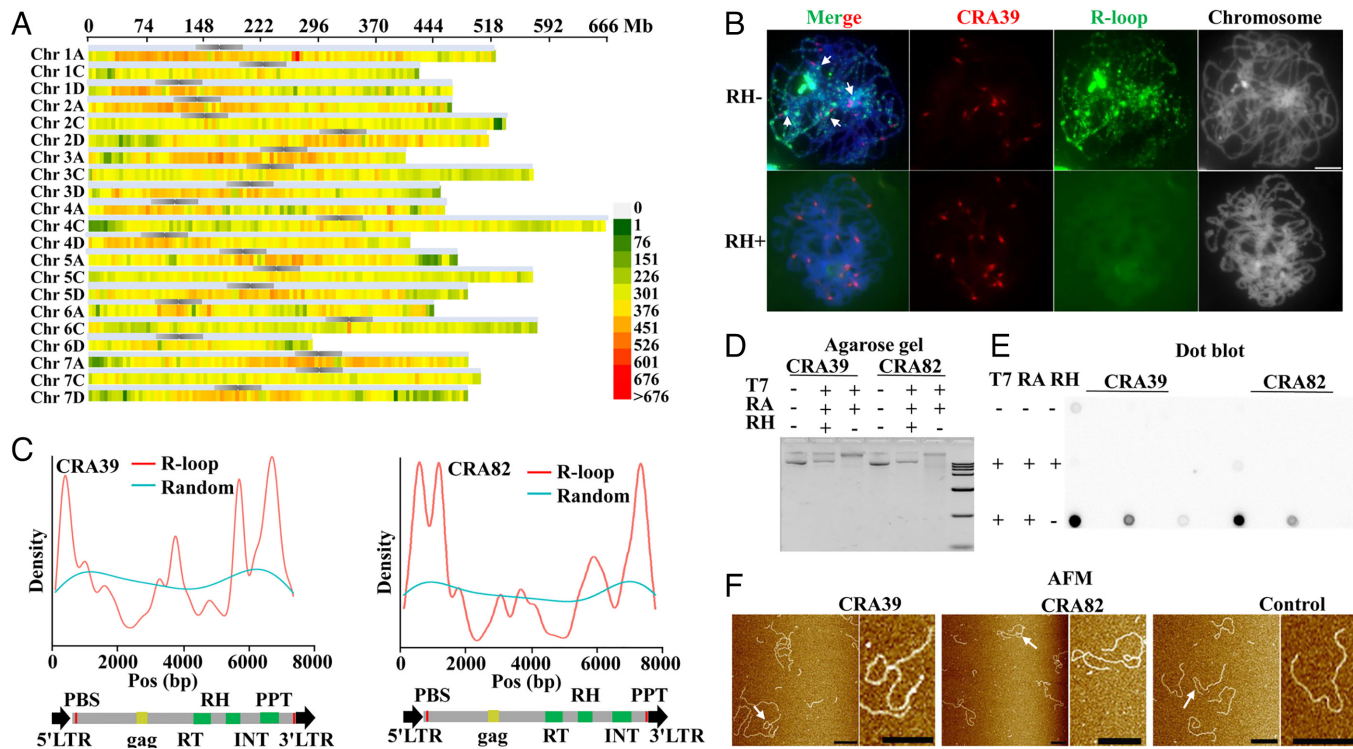 A
0 74 148 222 296 370 444 518 592 666 Mb
Chr 1A
Chr 1C
Chr 1D
Chr 2A
Chr 2C
Chr 2D
Chr 3A
Chr 3C
Chr 3D
Chr 4A
Chr 4C
Chr 4D
Chr 5A
Chr 5C
Chr 5D
Chr 6A
Chr 6C
Chr 6D
Chr 7A
Chr 7C
Chr 7D
0
1
76
151
226
301
376
451
526
601
676
>676
B
Merge CRA39 R-loop Chromosome
RH-
RH+
C
CRA39
R-loop
Random
Density
0 2000 4000 6000 8000
Pos (bp)
PBS RH PPT
5'LTR gag RT INT 3'LTR
CRA82
R-loop
Random
Density
0 2000 4000 6000 8000
Pos (bp)
PBS RH PPT
5'LTR gag RT INT 3'LTR
D
Agarose gel
CRA39 CRA82
T7 - + + - + +
RA - + + - + +
RH - + - - + -
E
Dot blot
T7 RA RH CRA39 CRA82
- - -
+ + +
+ + -
F
AFM
CRA39 CRA82 Control